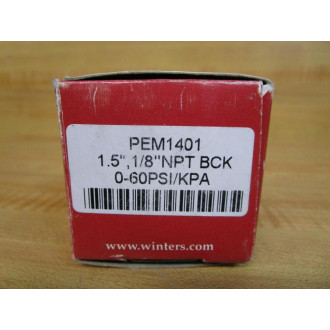 PEM1401
1.5",1/8"NPT BCK
0-60PSI/KPA
www.winters.com